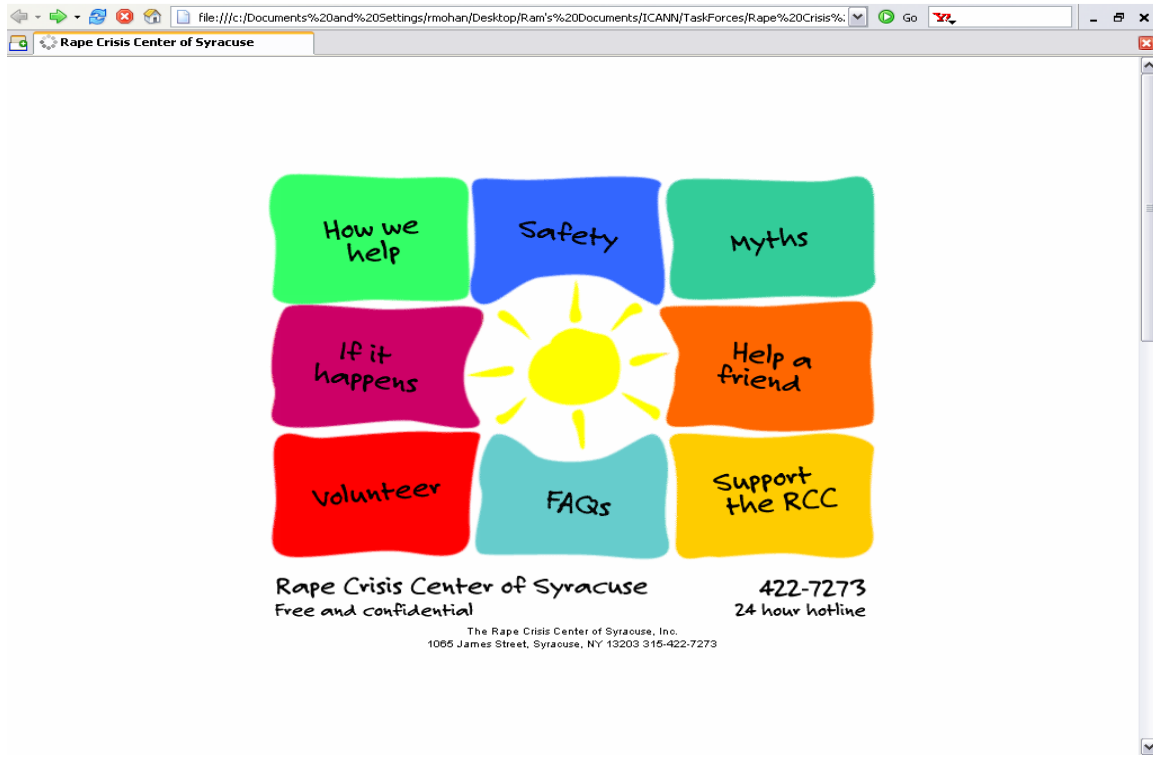 file:///c:/Documents%20and%20Settings/rmohan/Desktop/Ram's%20Documents/ICANN/TaskForces/Rape%20Crisis%
Go
Rape Crisis Center of Syracuse
How we
help
Safety
Myths
If it
happens
Help a
friend
Volunteer
FAQs
Support
the RCC
Rape Crisis Center of Syracuse
422-7273
Free and confidential
24 hour hotline
The Rape Crisis Center of Syracuse, Inc.
1065 James Street, Syracuse, NY 13203 315-422-7273